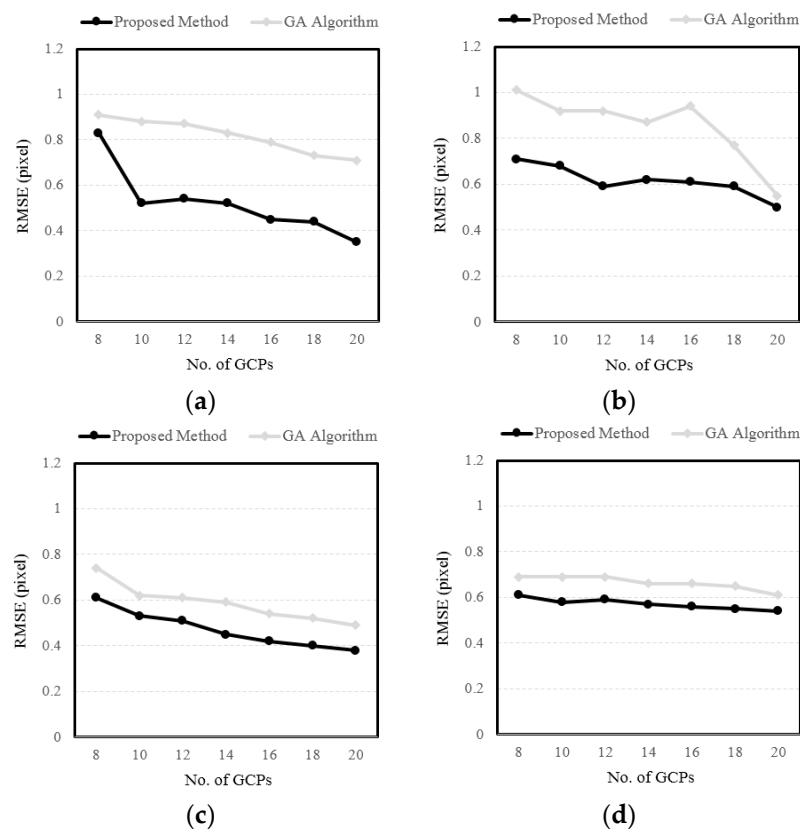 Proposed Method GA Algorithm
1.2
1
0.8
0.6
0.4
0.2
0
RMSE (pixel)
8 10 12 14 16 18 20
No. of GCPs
(a)
Proposed Method GA Algorithm
1.2
1
0.8
0.6
0.4
0.2
0
RMSE (pixel)
8 10 12 14 16 18 20
No. of GCPs
(b)
Proposed Method GA Algorithm
1.2
1
0.8
0.6
0.4
0.2
0
RMSE (pixel)
8 10 12 14 16 18 20
No. of GCPs
(c)
Proposed Method GA Algorithm
1.2
1
0.8
0.6
0.4
0.2
0
RMSE (pixel)
8 10 12 14 16 18 20
No. of GCPs
(d)